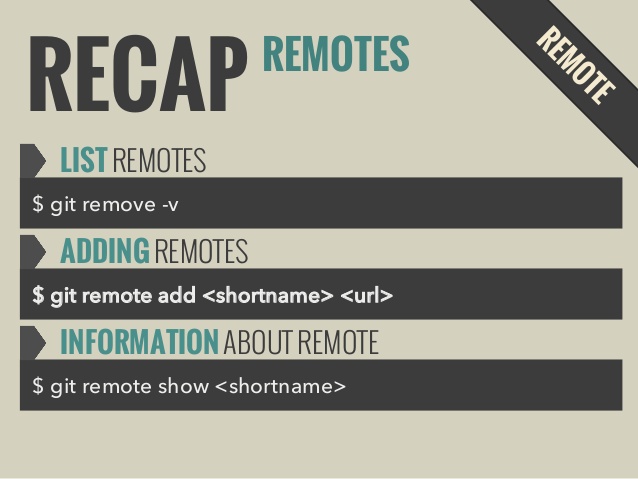 RECAP REMOTES
REMOTE
LIST REMOTES
$ git remove -v
ADDING REMOTES
$ git remote add <shortname> <url>
INFORMATION ABOUT REMOTE
$ git remote show <shortname>